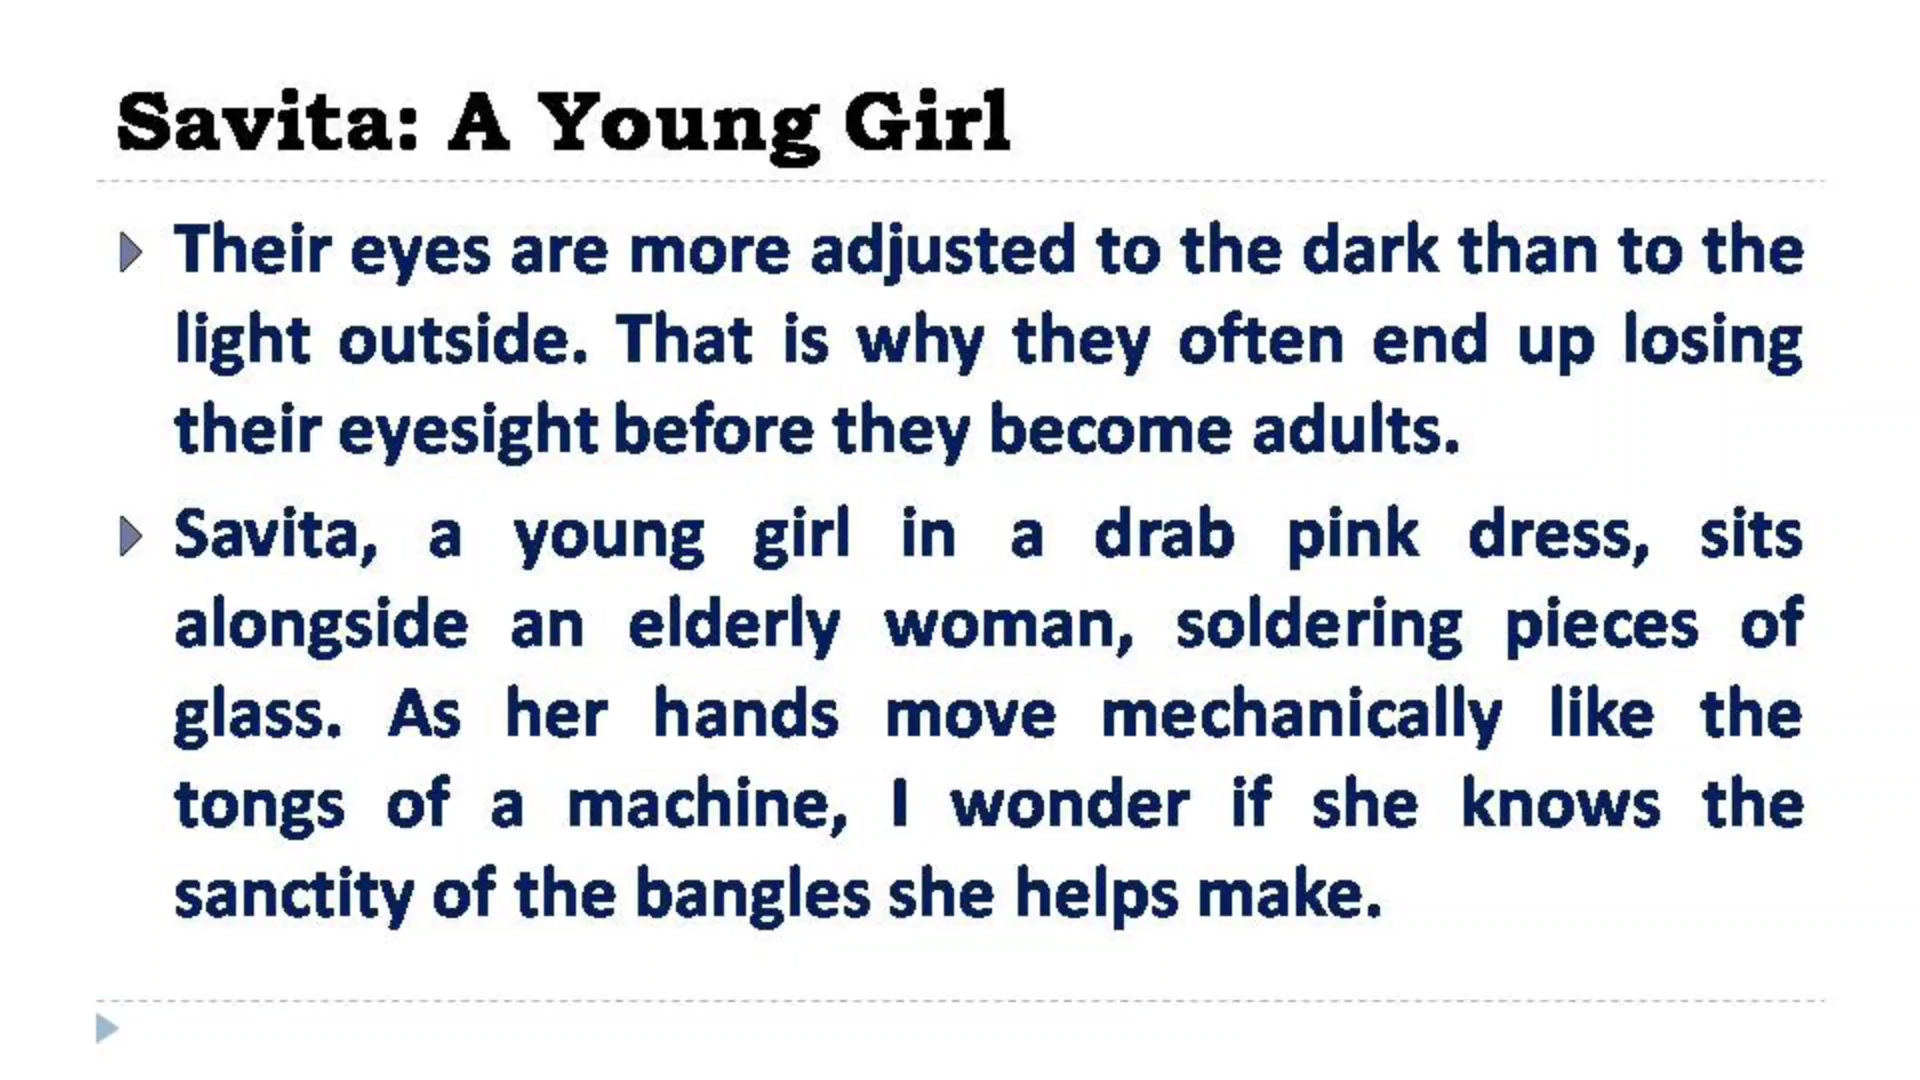 Savita: A Young Girl
Their eyes are more adjusted to the dark than to the
light outside. That is why they often end up losing
their eyesight before they become adults.
Savita, a young girl in a drab pink dress, sits
alongside an elderly woman, soldering pieces of
glass. As her hands move mechanically like the
tongs of a machine, I wonder if she knows the
sanctity of the bangles she helps make.